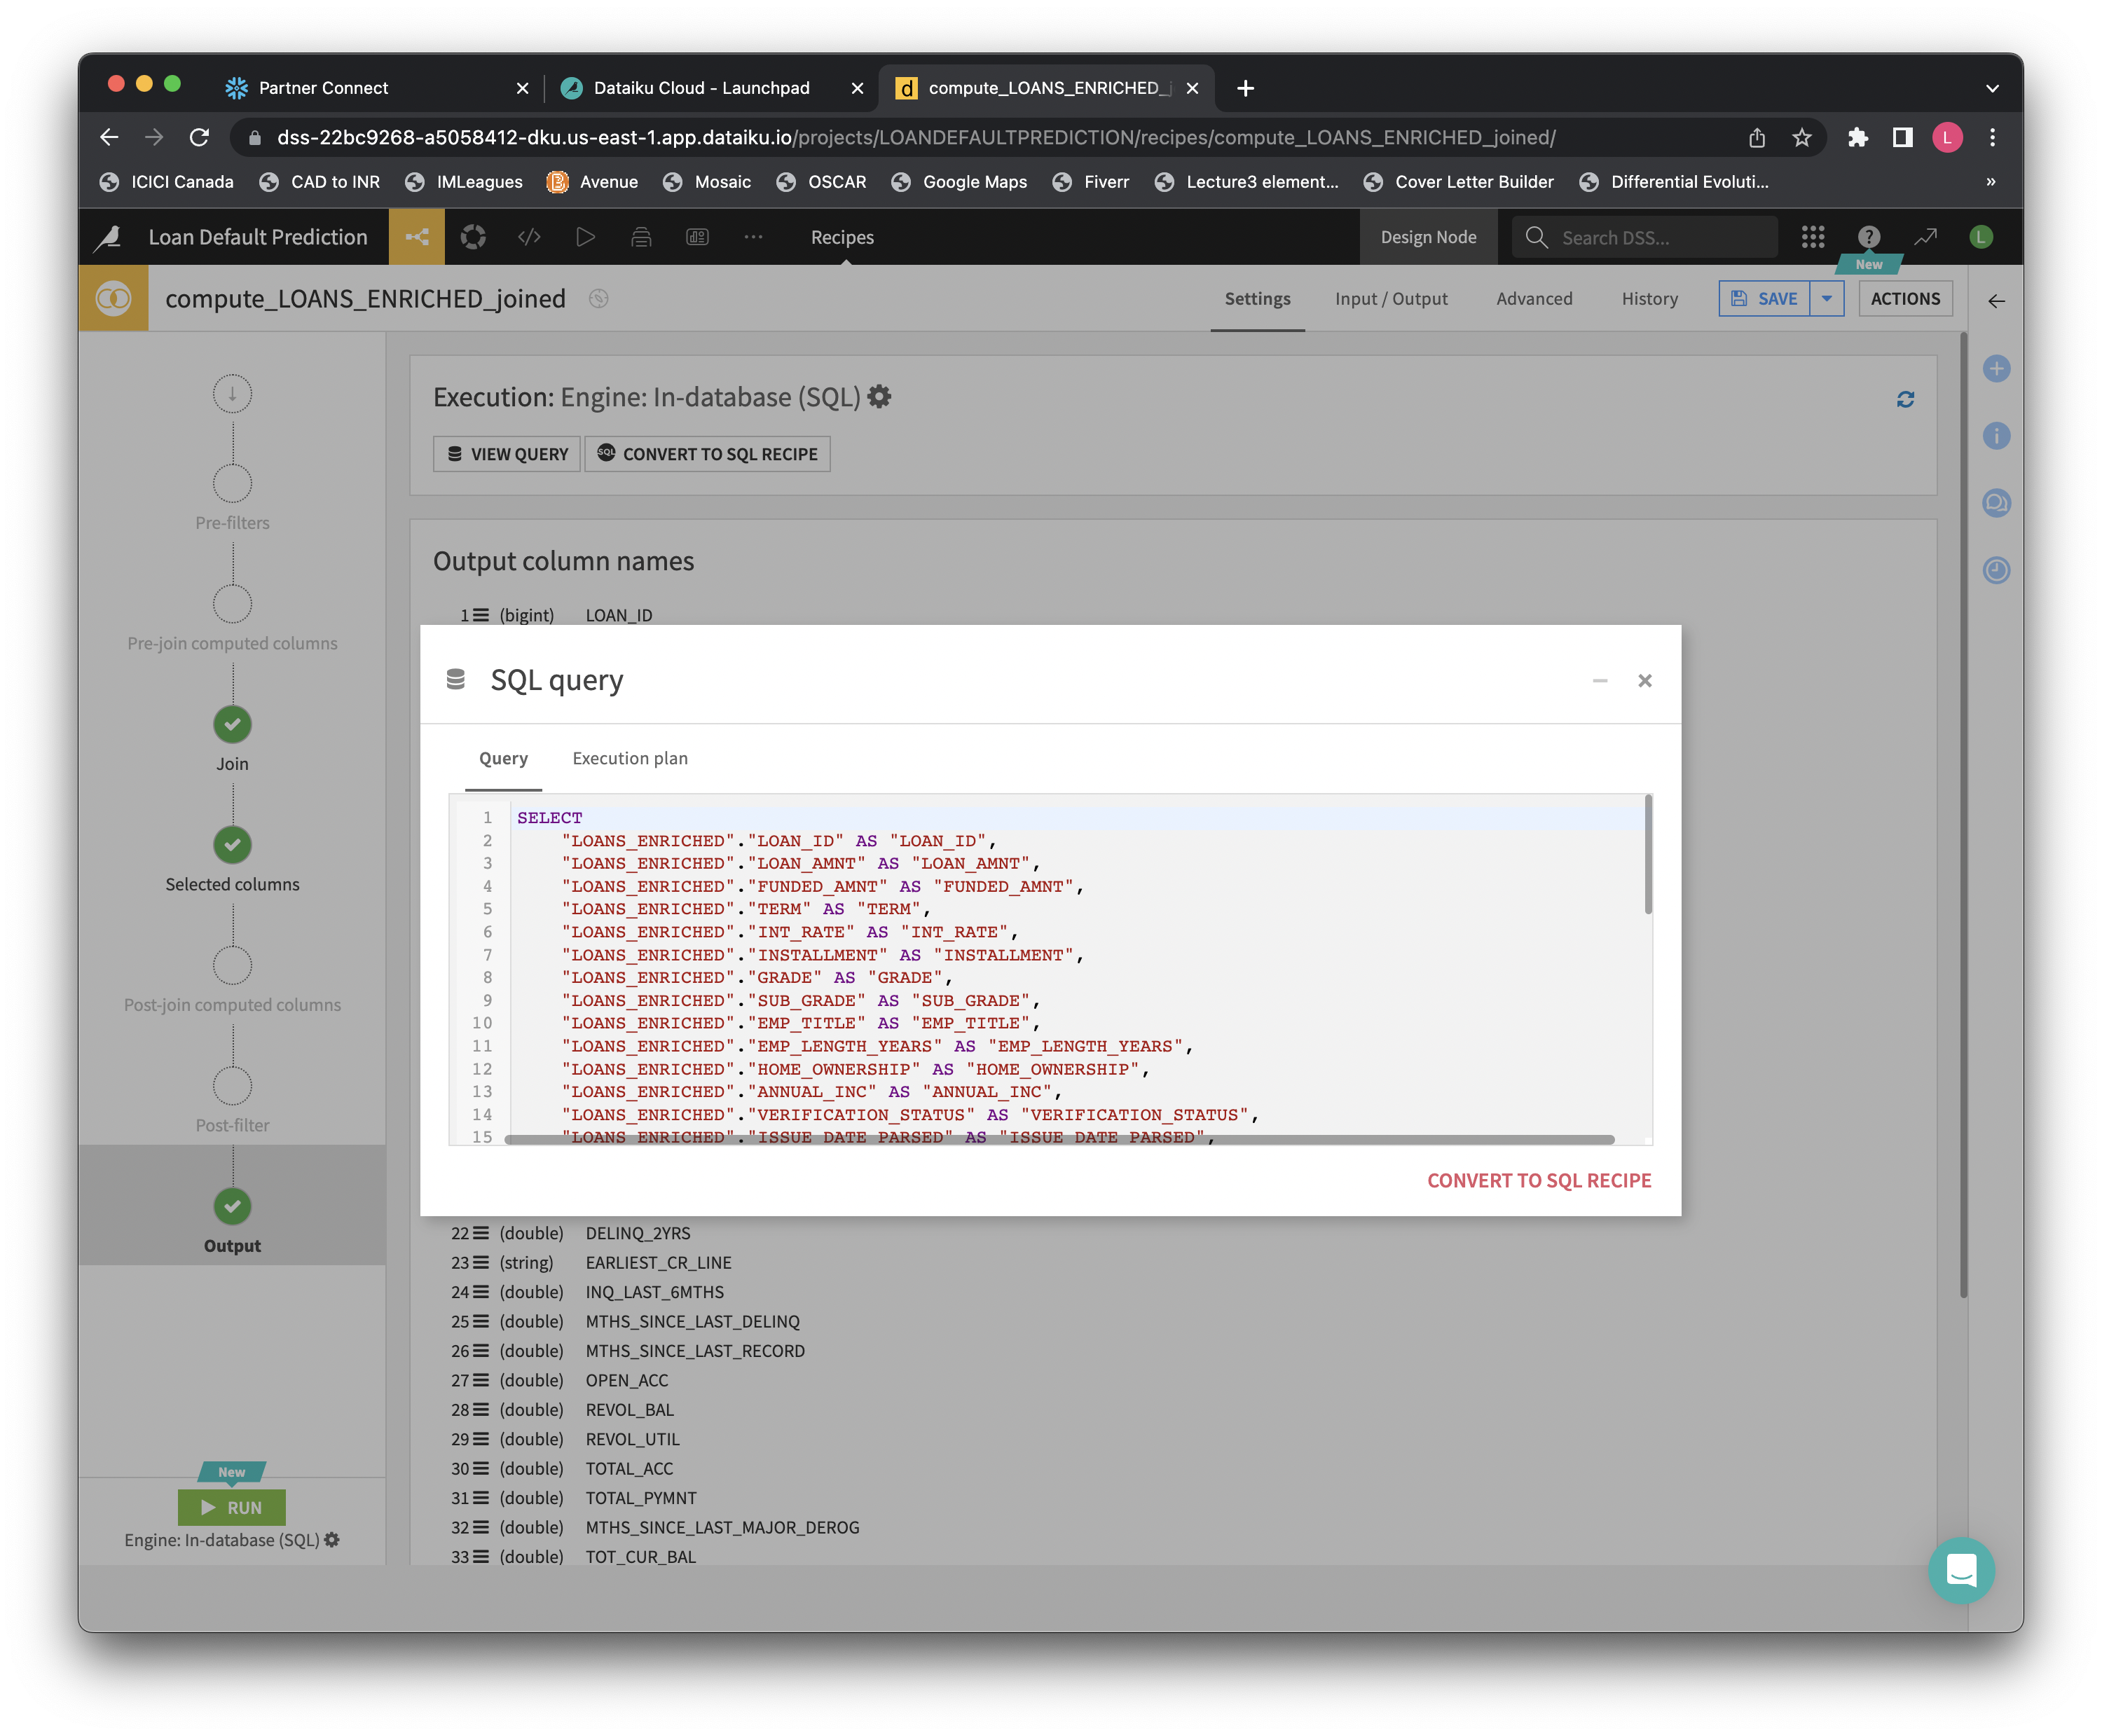 Partner Connect
Dataiku Cloud - Launchpad
compute_LOANS_ENRICHED_j
dss-22bc9268-a5058412-dku.us-east-1.app.dataiku.io/projects/LOANDEFAULTPREDICTION/recipes/compute_LOANS_ENRICHED_joined/
L
ICICI Canada CAD to INR IMLeagues Avenue Mosaic OSCAR Google Maps Fiverr Lecture3 element... Cover Letter Builder Differential Evoluti... »
Loan Default Prediction
Recipes
Design Node
Search DSS...
L
New
compute_LOANS_ENRICHED_joined
Settings Input / Output Advanced History SAVE ACTIONS
Pre-filters
Pre-join computed columns
Join
Selected columns
Post-join computed columns
Post-filter
Output
New
RUN
Engine: In-database (SQL)
Execution: Engine: In-database (SQL)
VIEW QUERY
SQL CONVERT TO SQL RECIPE
Output column names
1 (bigint) LOAN_ID
SQL query
Query Execution plan
1 SELECT
2 "LOANS_ENRICHED"."LOAN_ID" AS "LOAN_ID",
3 "LOANS_ENRICHED"."LOAN_AMNT" AS "LOAN_AMNT",
4 "LOANS_ENRICHED"."FUNDED_AMNT" AS "FUNDED_AMNT",
5 "LOANS_ENRICHED"."TERM" AS "TERM",
6 "LOANS_ENRICHED"."INT_RATE" AS "INT_RATE",
7 "LOANS_ENRICHED"."INSTALLMENT" AS "INSTALLMENT",
8 "LOANS_ENRICHED"."GRADE" AS "GRADE",
9 "LOANS_ENRICHED"."SUB_GRADE" AS "SUB_GRADE",
10 "LOANS_ENRICHED"."EMP_TITLE" AS "EMP_TITLE",
11 "LOANS_ENRICHED"."EMP_LENGTH_YEARS" AS "EMP_LENGTH_YEARS",
12 "LOANS_ENRICHED"."HOME_OWNERSHIP" AS "HOME_OWNERSHIP",
13 "LOANS_ENRICHED"."ANNUAL_INC" AS "ANNUAL_INC",
14 "LOANS_ENRICHED"."VERIFICATION_STATUS" AS "VERIFICATION_STATUS",
15 "LOANS_ENRICHED"."ISSUE_DATE_PARSED" AS "ISSUE_DATE_PARSED",
CONVERT TO SQL RECIPE
22 (double) DELINQ_2YRS
23 (string) EARLIEST_CR_LINE
24 (double) INQ_LAST_6MTHS
25 (double) MTHS_SINCE_LAST_DELINQ
26 (double) MTHS_SINCE_LAST_RECORD
27 (double) OPEN_ACC
28 (double) REVOL_BAL
29 (double) REVOL_UTIL
30 (double) TOTAL_ACC
31 (double) TOTAL_PYMNT
32 (double) MTHS_SINCE_LAST_MAJOR_DEROG
33 (double) TOT_CUR_BAL